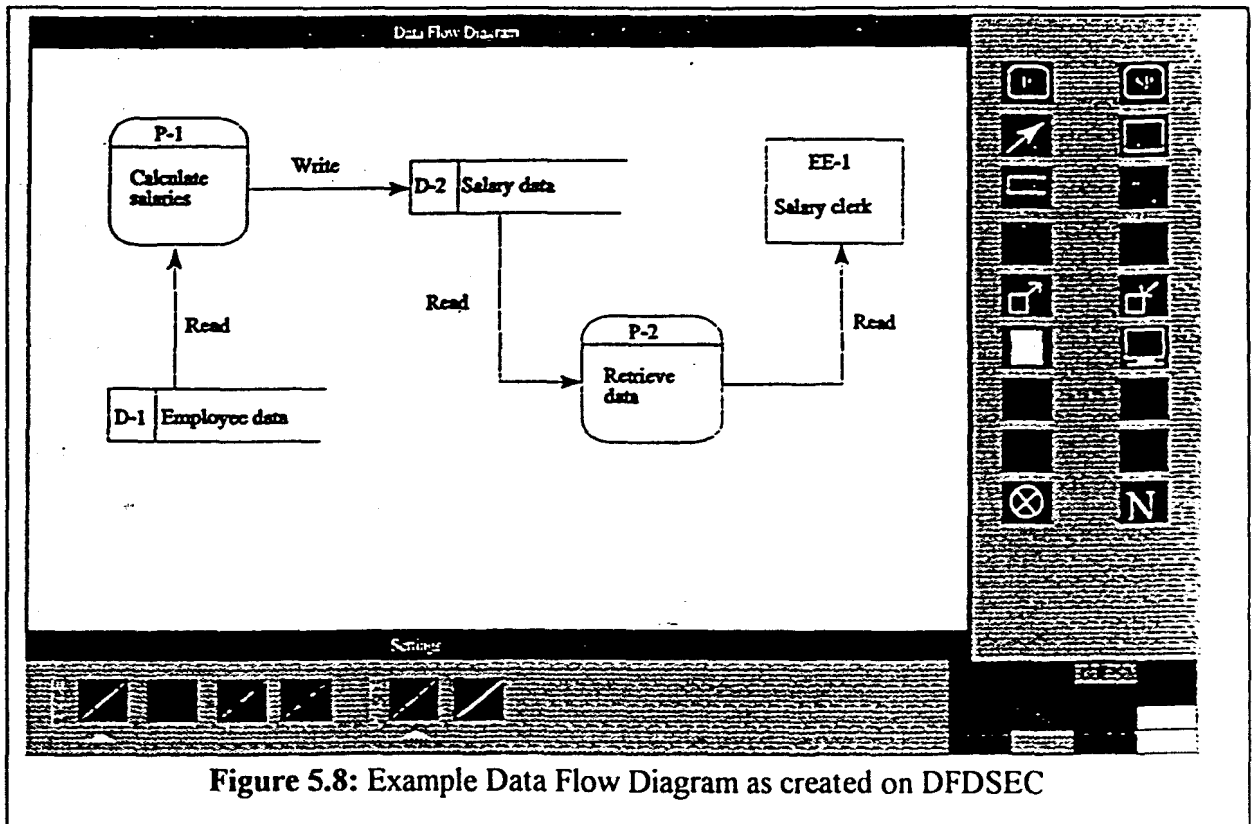 Data Flow Diagram
P
SP
P-1
Calculate
salaries
Write
D-2 Salary data
EE-1
Salary clerk
Read
Read
Read
P-2
Retrieve
data
D-1 Employee data
N
Settings
Figure 5.8: Example Data Flow Diagram as created on DFDSEC